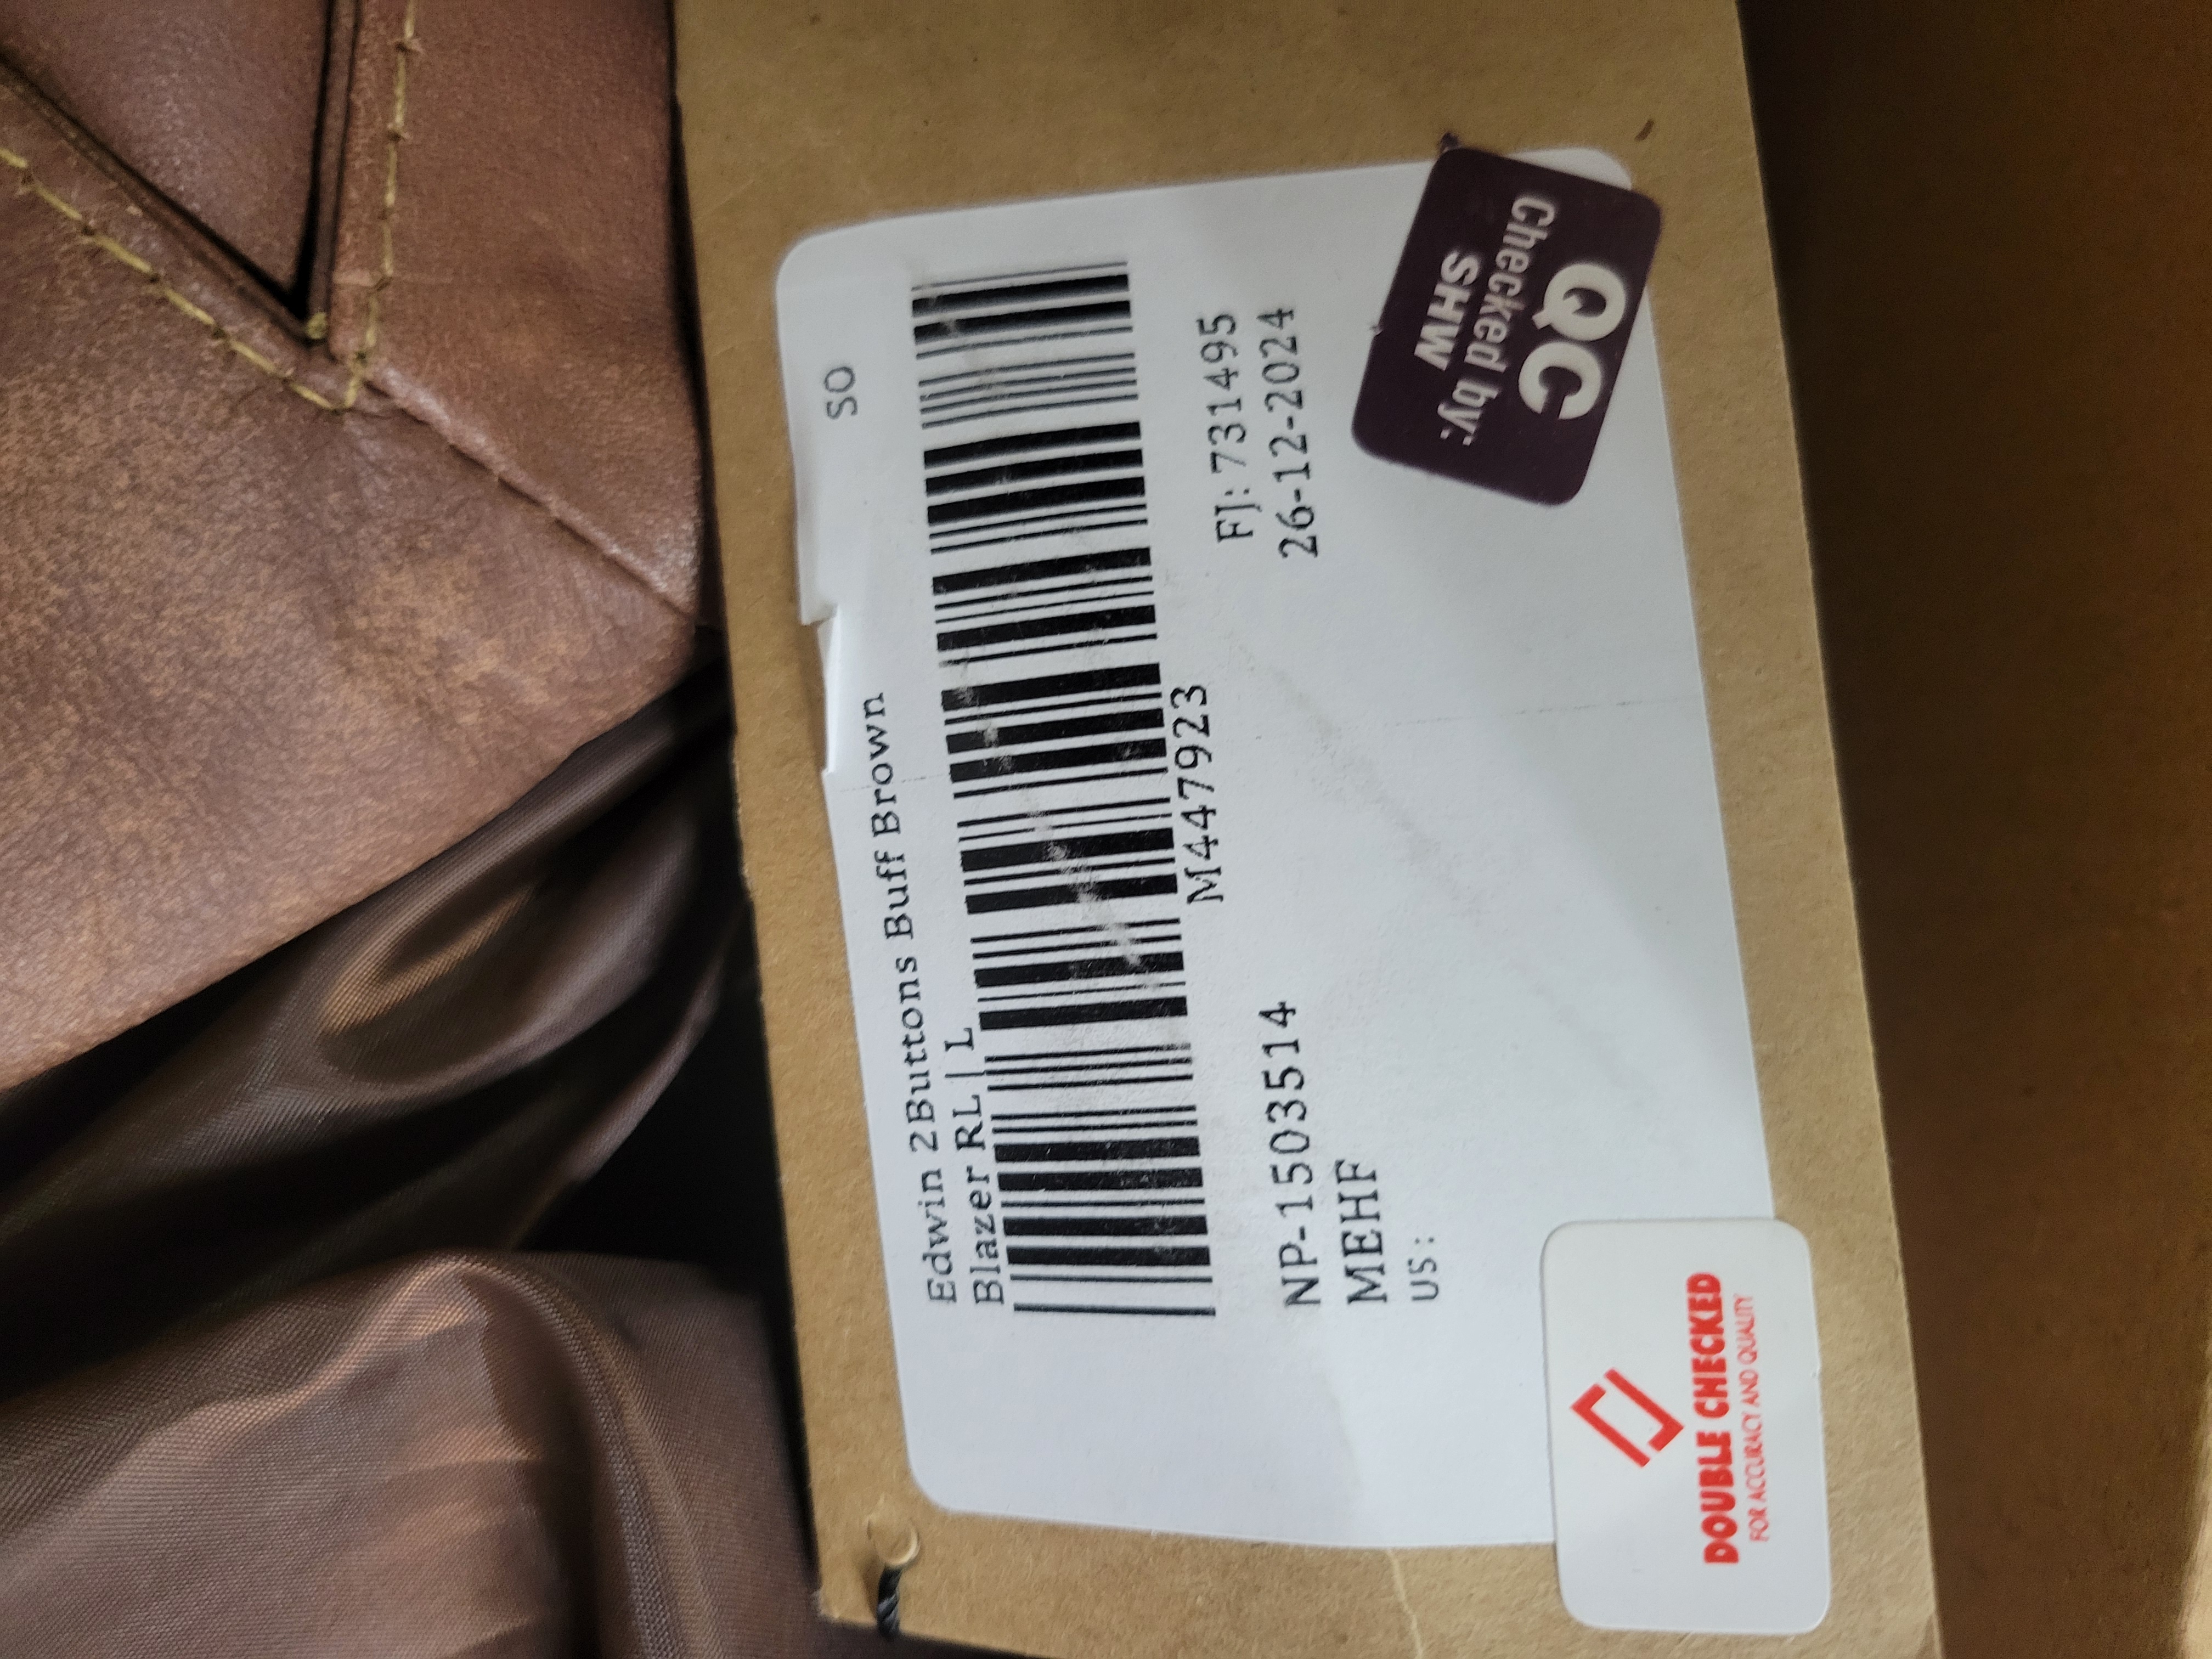 SO
Edwin 2Buttons Buff Brown
Blazer RL | L
M447923
FJ: 731495
NP-1503514
26-12-2024
MEHF
US:
QC
Checked by:
SHW
DOUBLE CHECKED
FOR ACCURACY AND QUALITY